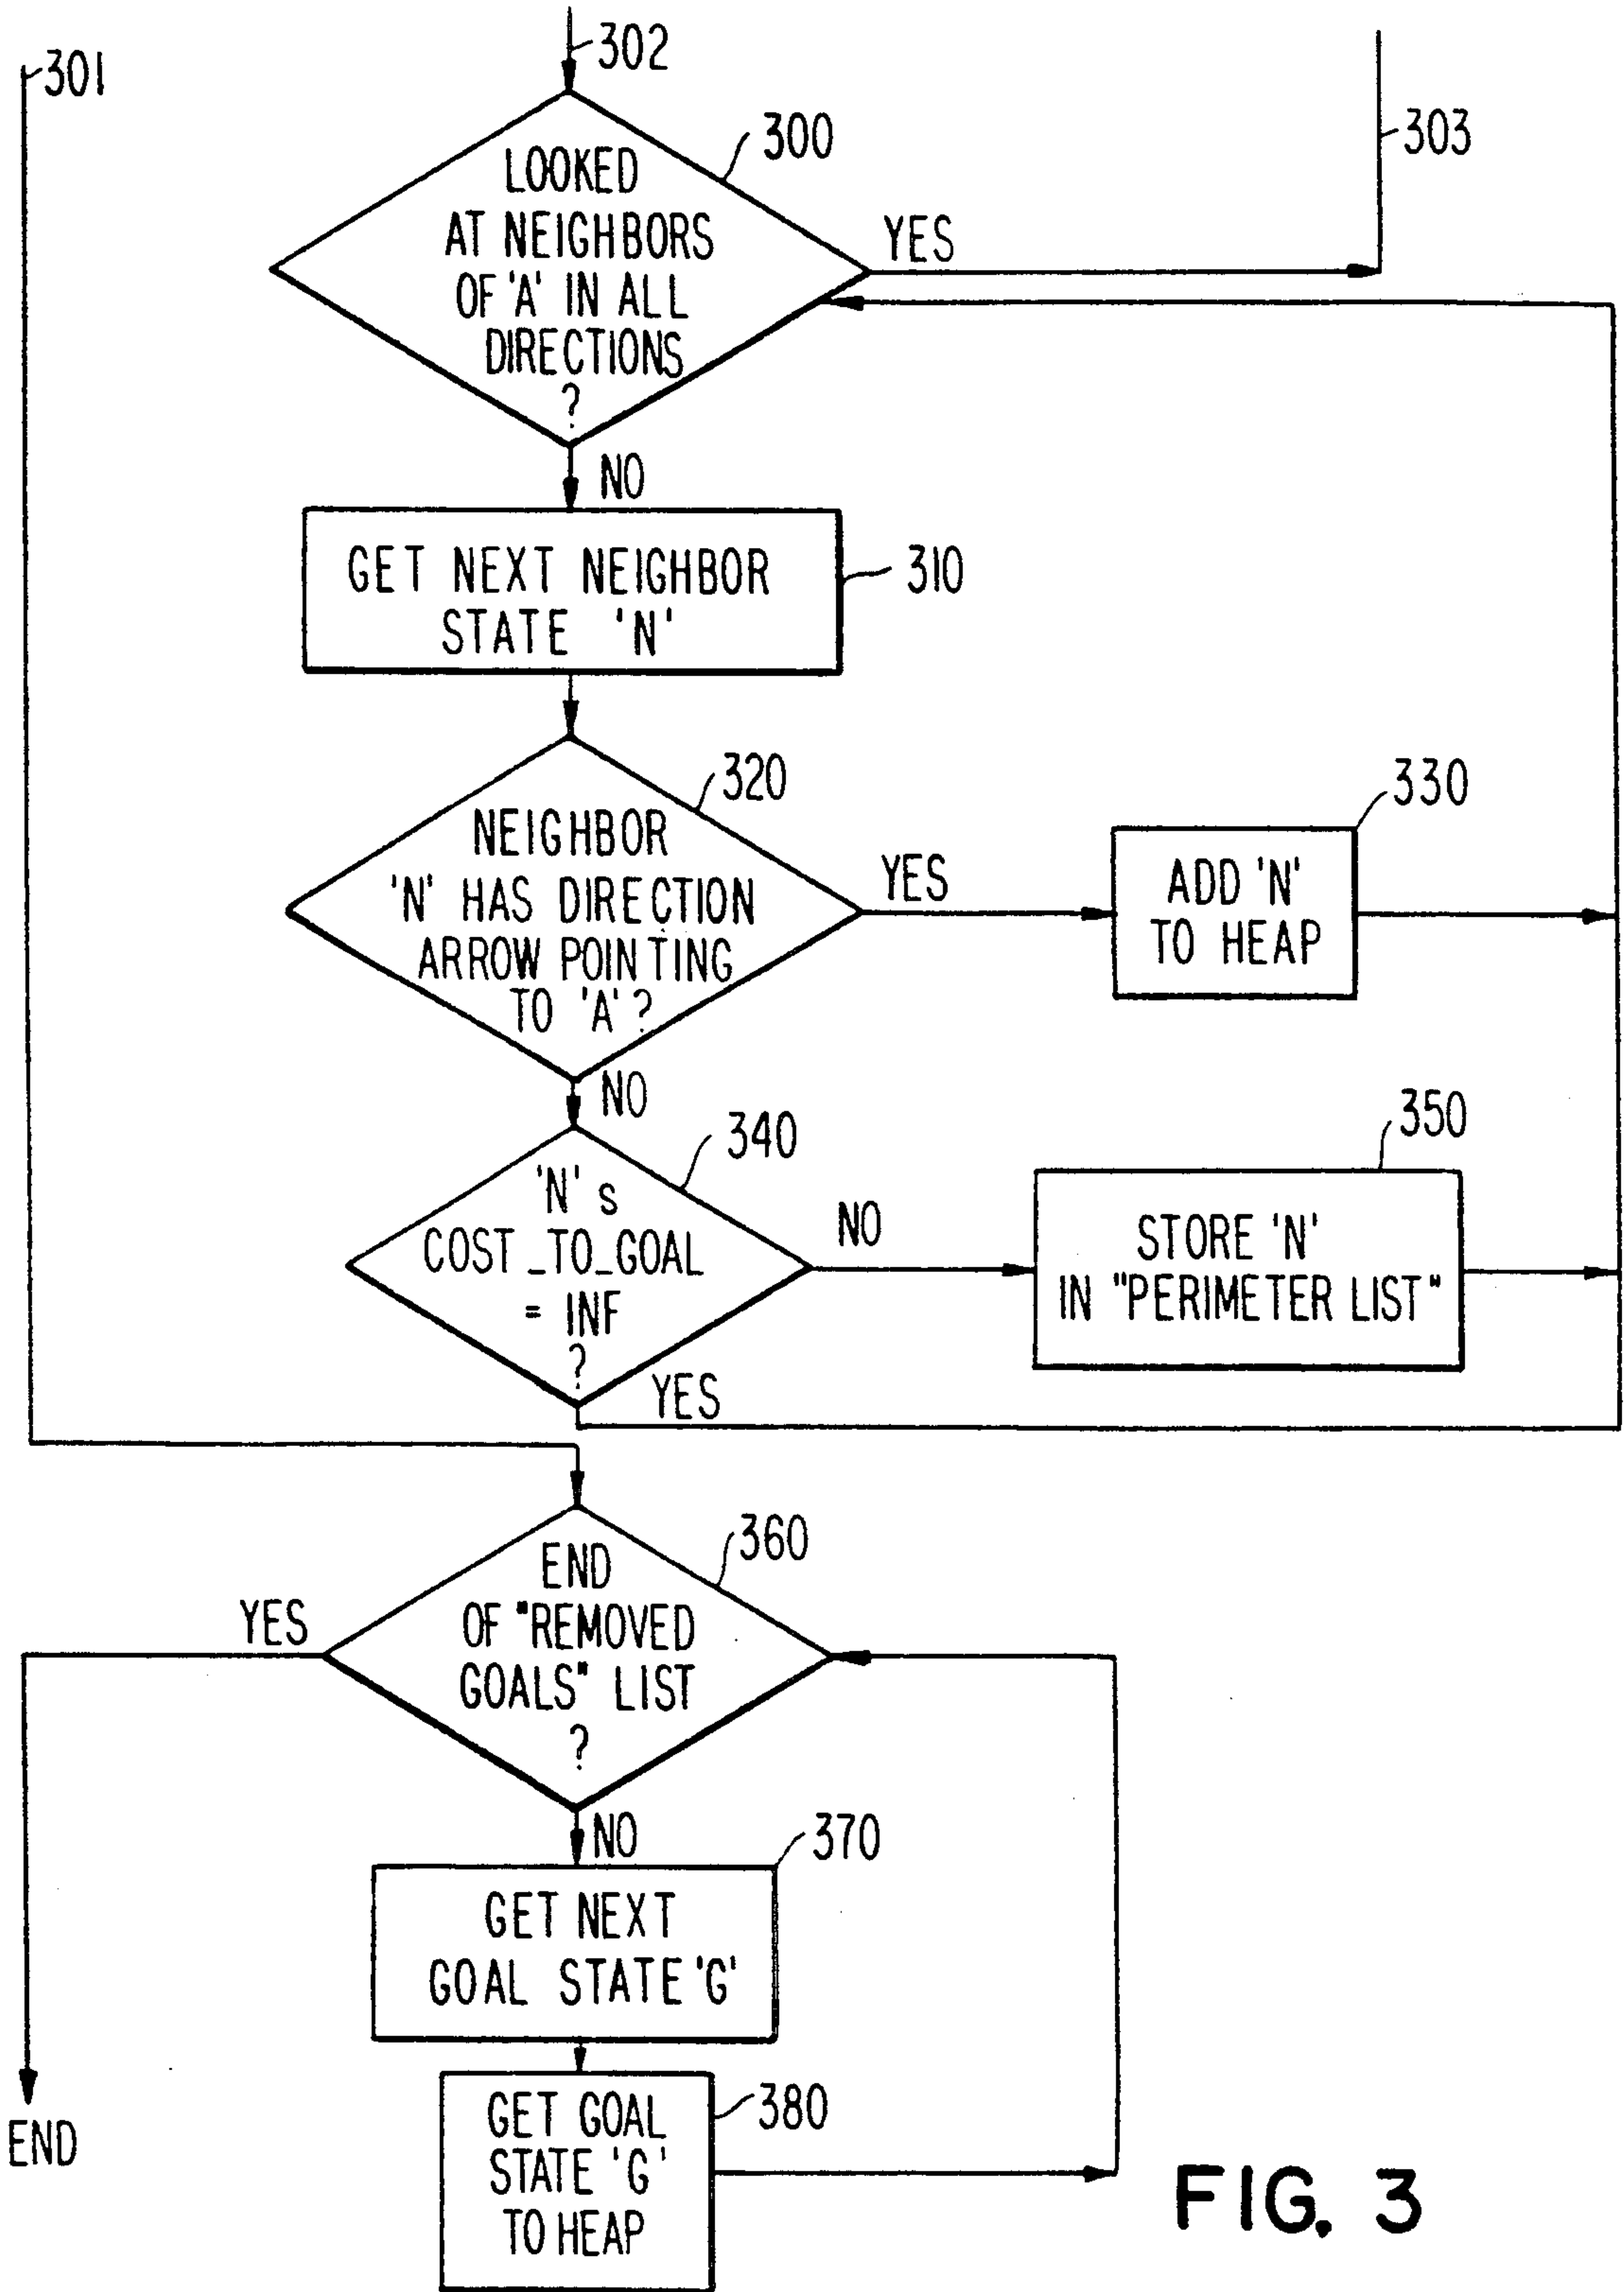 302
301
300
303
LOOKED
AT NEIGHBORS
OF 'A' IN ALL
DIRECTIONS
?
YES
NO
GET NEXT NEIGHBOR
STATE 'N'
310
320
NEIGHBOR
'N' HAS DIRECTION
ARROW POINTING
TO 'A'?
YES
330
ADD 'N'
TO HEAP
NO
340
'N' s
COST_TO_GOAL
= INF
?
NO
350
STORE 'N'
IN "PERIMETER LIST"
YES
360
END
OF "REMOVED
GOALS" LIST
?
YES
NO
370
GET NEXT
GOAL STATE 'G'
380
GET GOAL
STATE 'G'
TO HEAP
END
FIG. 3